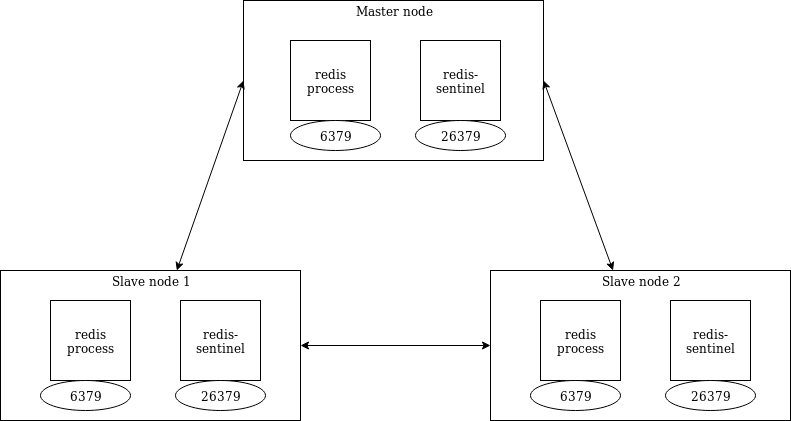 Master node
redis
process
redis-
sentinel
6379
26379
Slave node 1
redis
process
redis-
sentinel
6379
26379
Slave node 2
redis
process
redis-
sentinel
6379
26379